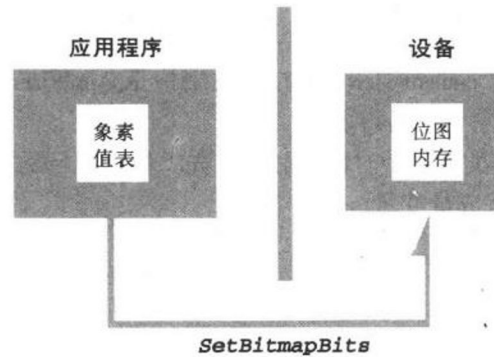 应用程序
设备
象素
值表
位图
内存
SetBitmapBits